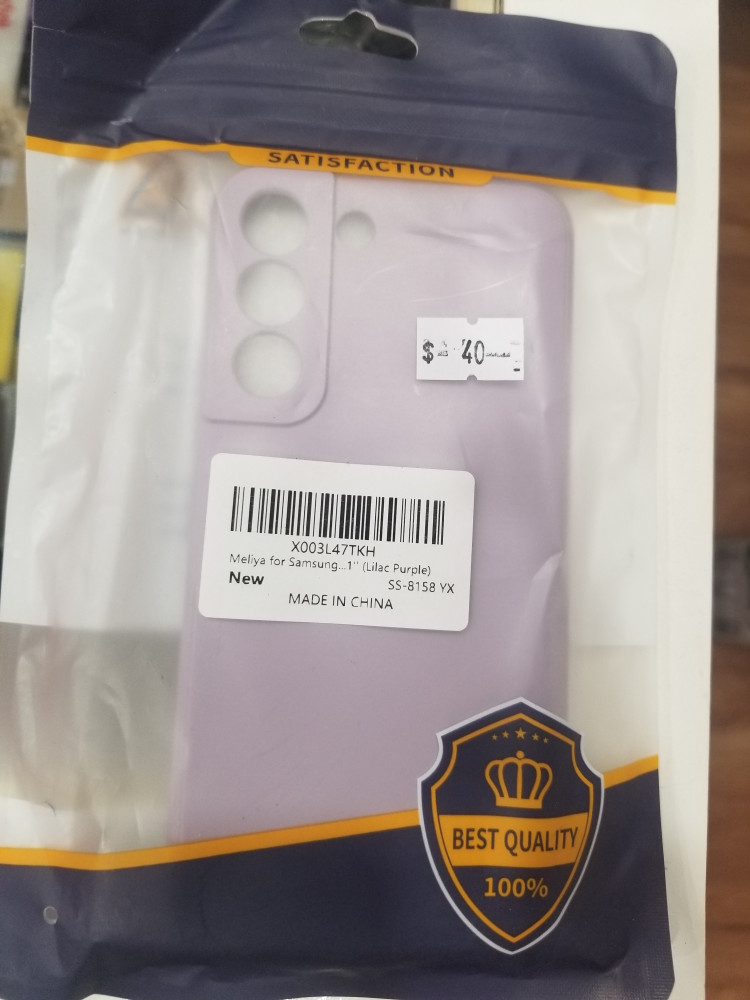 SATISFACTION
$ 40
X003L47TKH
Meliya for Samsung...1" (Lilac Purple)
New
SS-8158 YX
MADE IN CHINA
BEST QUALITY
100%